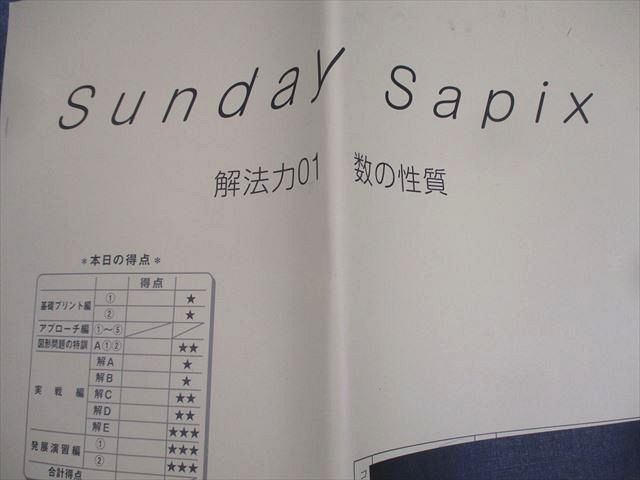 Sunday Sapix
解法力01 数の性質
＊本日の得点＊
得点
基礎プリント編 ① ★
② ★
アプローチ編 ①〜⑤
図形問題の特訓 A①② ★★
実戦編 解A ★
解B ★
解C ★★
解D ★★
解E ★★★
発展演習編 ① ★★★
② ★★★
合計得点
コ